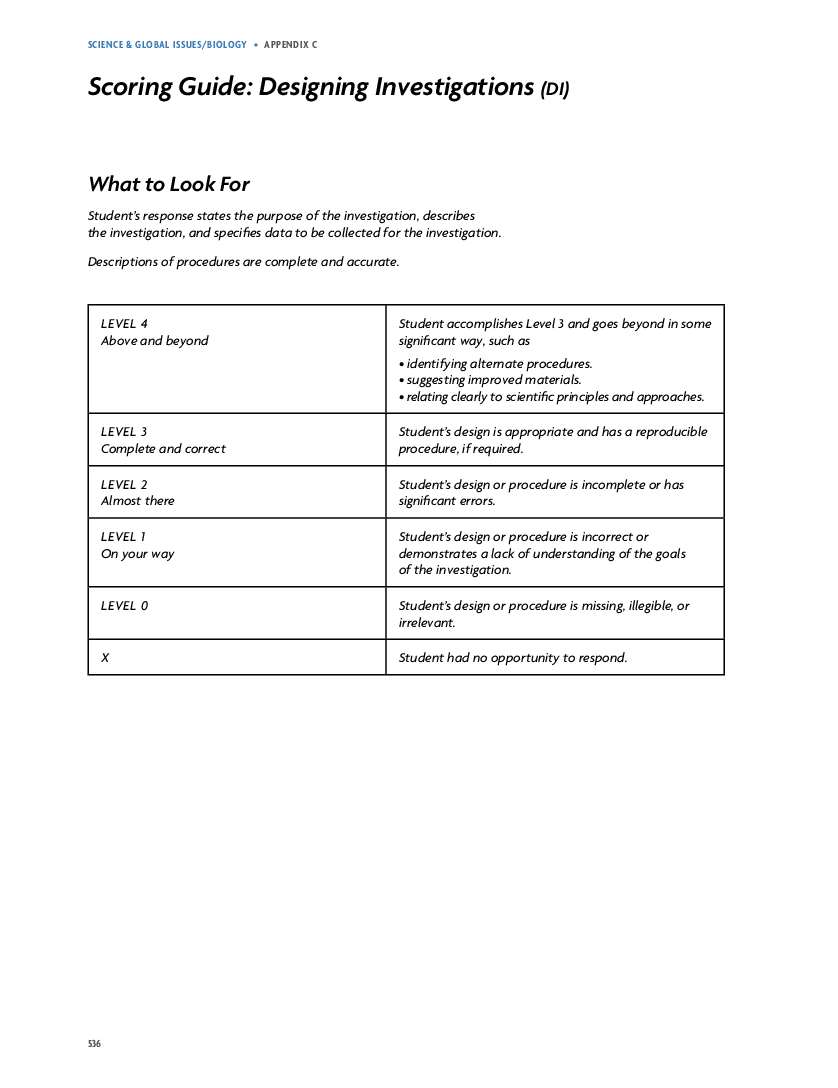 SCIENCE & GLOBAL ISSUES/BIOLOGY • APPENDIX C
Scoring Guide: Designing Investigations (DI)
What to Look For
Student's response states the purpose of the investigation, describes
the investigation, and specifies data to be collected for the investigation.
Descriptions of procedures are complete and accurate.
LEVEL 4
Above and beyond
Student accomplishes Level 3 and goes beyond in some
significant way, such as
• identifying alternate procedures.
• suggesting improved materials.
• relating clearly to scientific principles and approaches.
LEVEL 3
Complete and correct
Student's design is appropriate and has a reproducible
procedure, if required.
LEVEL 2
Almost there
Student's design or procedure is incomplete or has
significant errors.
LEVEL 1
On your way
Student's design or procedure is incorrect or
demonstrates a lack of understanding of the goals
of the investigation.
LEVEL 0
Student's design or procedure is missing, illegible, or
irrelevant.
X
Student had no opportunity to respond.
536